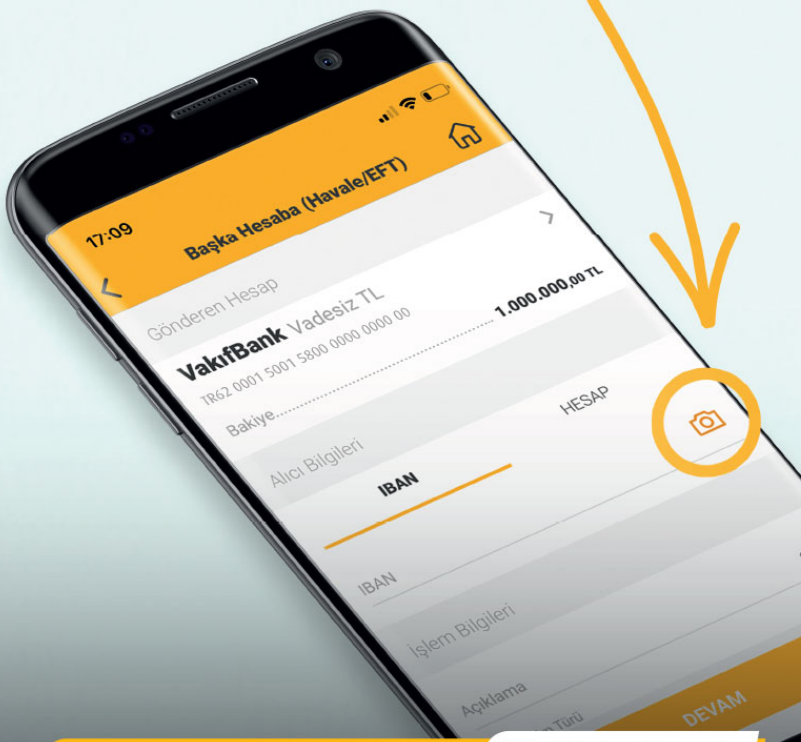 17:09
Başka Hesaba (Havale/EFT)
Gönderen Hesap
VakıfBank Vadesiz TL
TR62 0001 5001 5800 0000 0000 00
Bakiye.................................................... 1.000.000,00 TL
Alıcı Bilgileri
IBAN HESAP
IBAN
İşlem Bilgileri
Açıklama
Türü
DEVAM